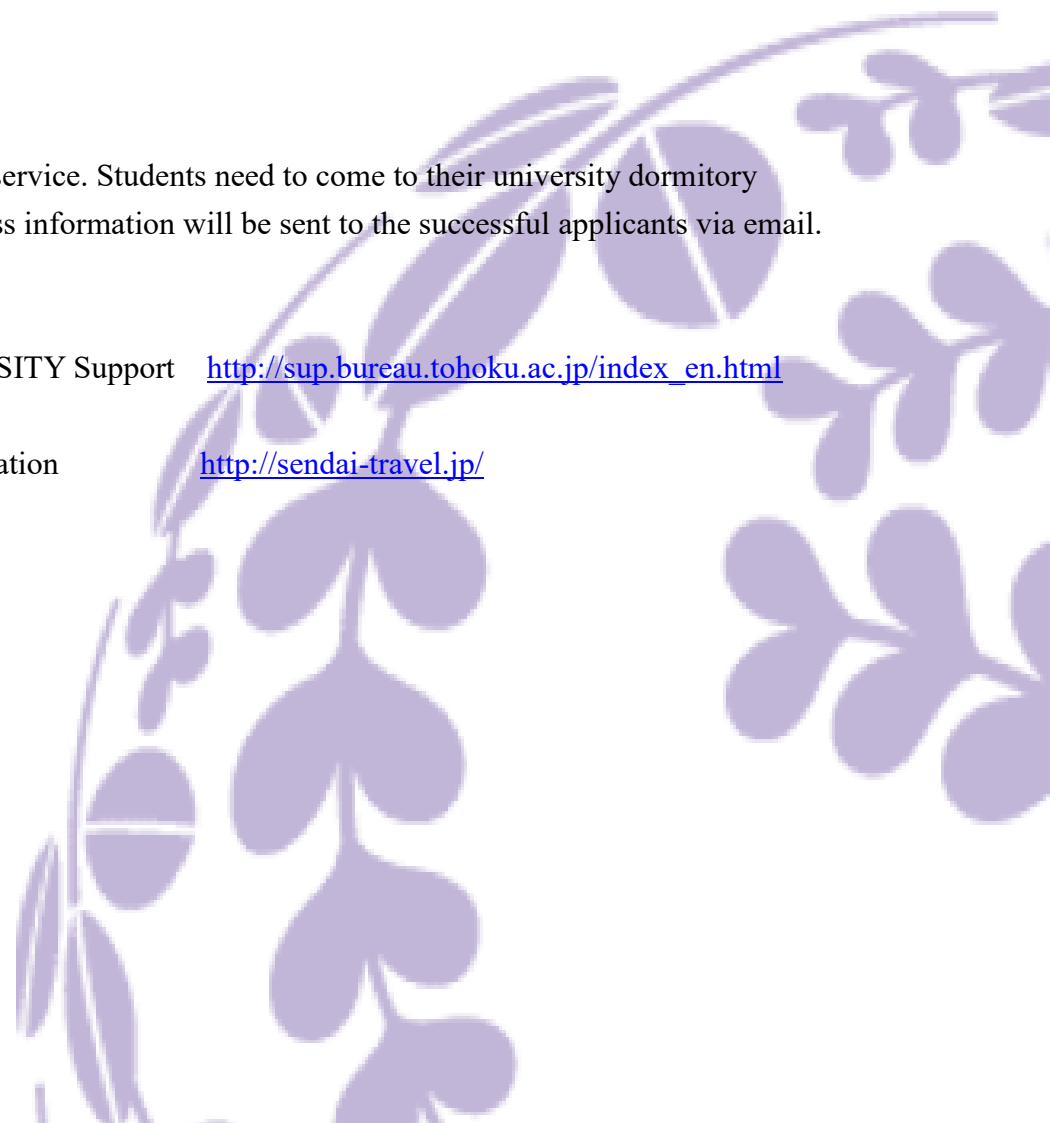 service. Students need to come to their university dormitory
ss information will be sent to the successful applicants via email.
SITY Support http://sup.bureau.tohoku.ac.jp/index_en.html
ation http://sendai-travel.jp/